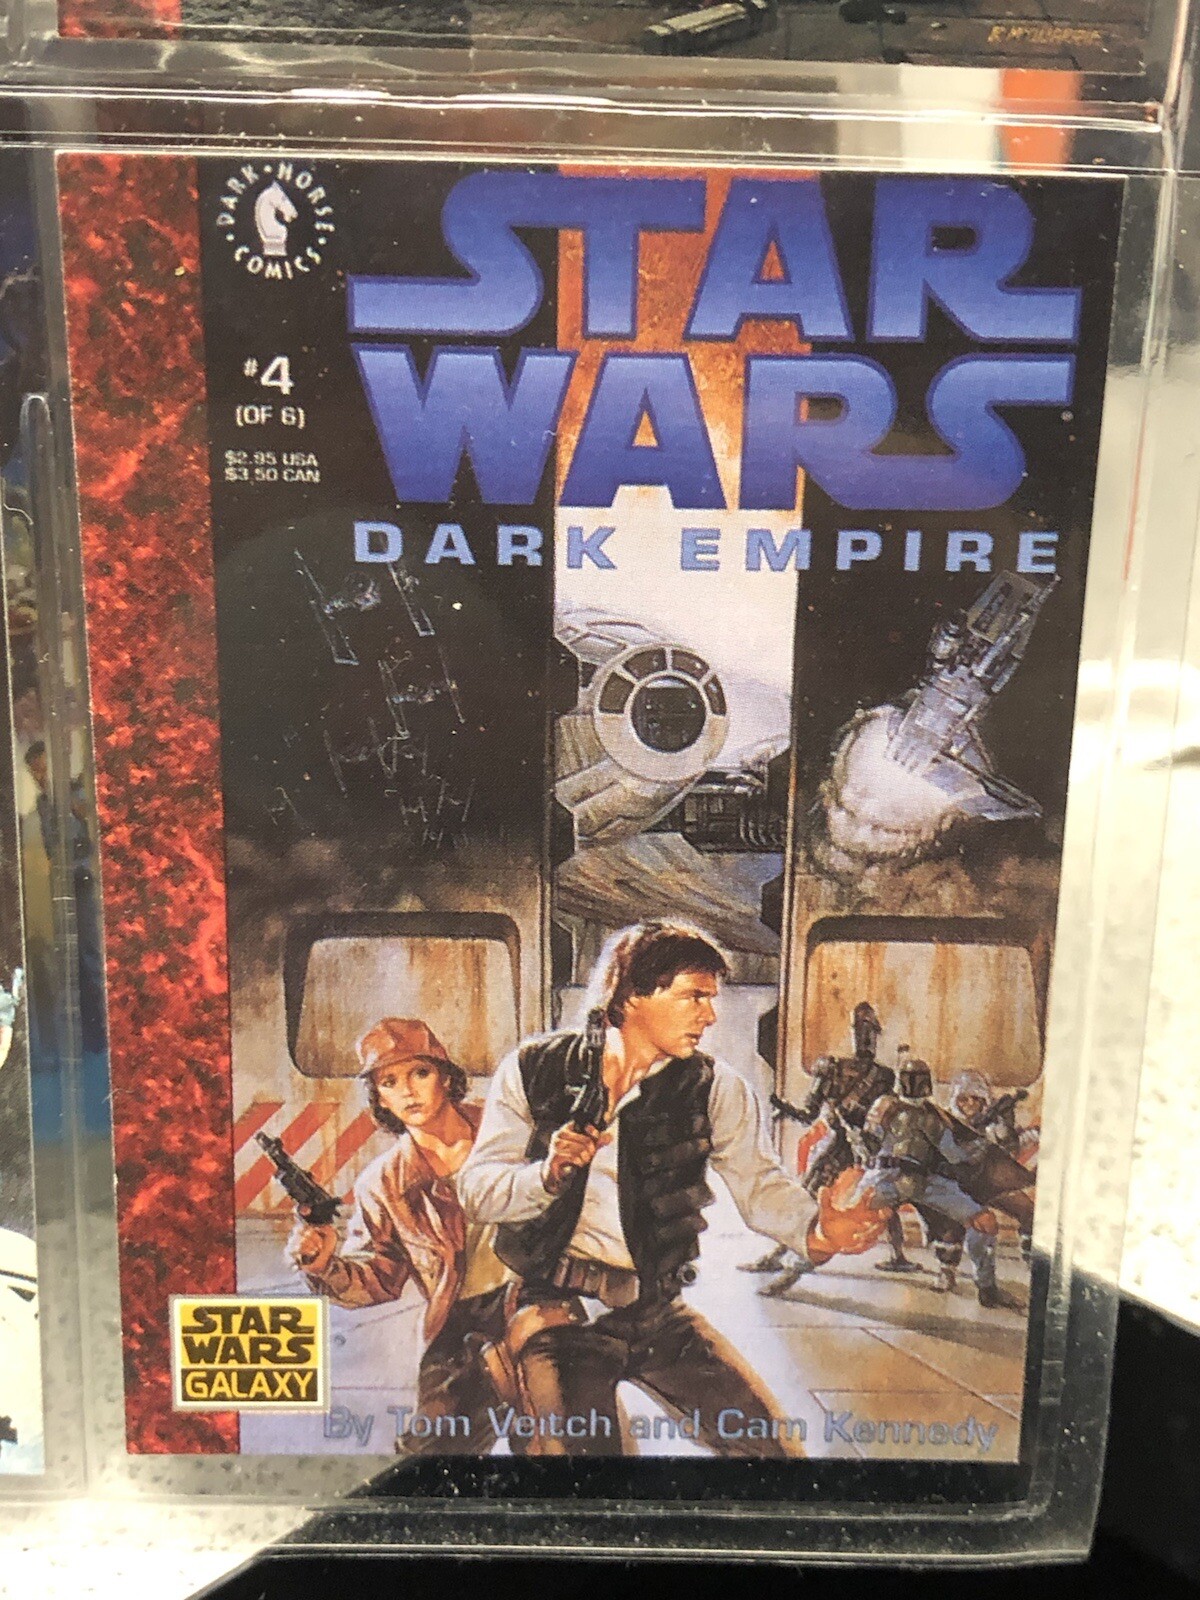 R. McQUARRIE
DARK • HORSE • COMICS •
STAR
WARS
DARK EMPIRE
#4
(OF 6)
$2.95 USA
$3.50 CAN
STAR
WARS
GALAXY
By Tom Veitch and Cam Kennedy